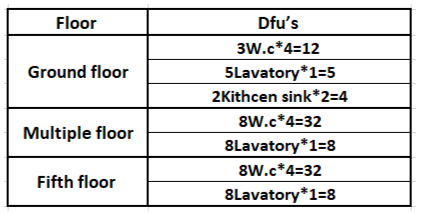 Floor Dfu's
Ground floor
3W.c*4=12
5Lavatory*1=5
2Kithcen sink*2=4
Multiple floor
8W.c*4=32
8Lavatory*1=8
Fifth floor
8W.c*4=32
8Lavatory*1=8